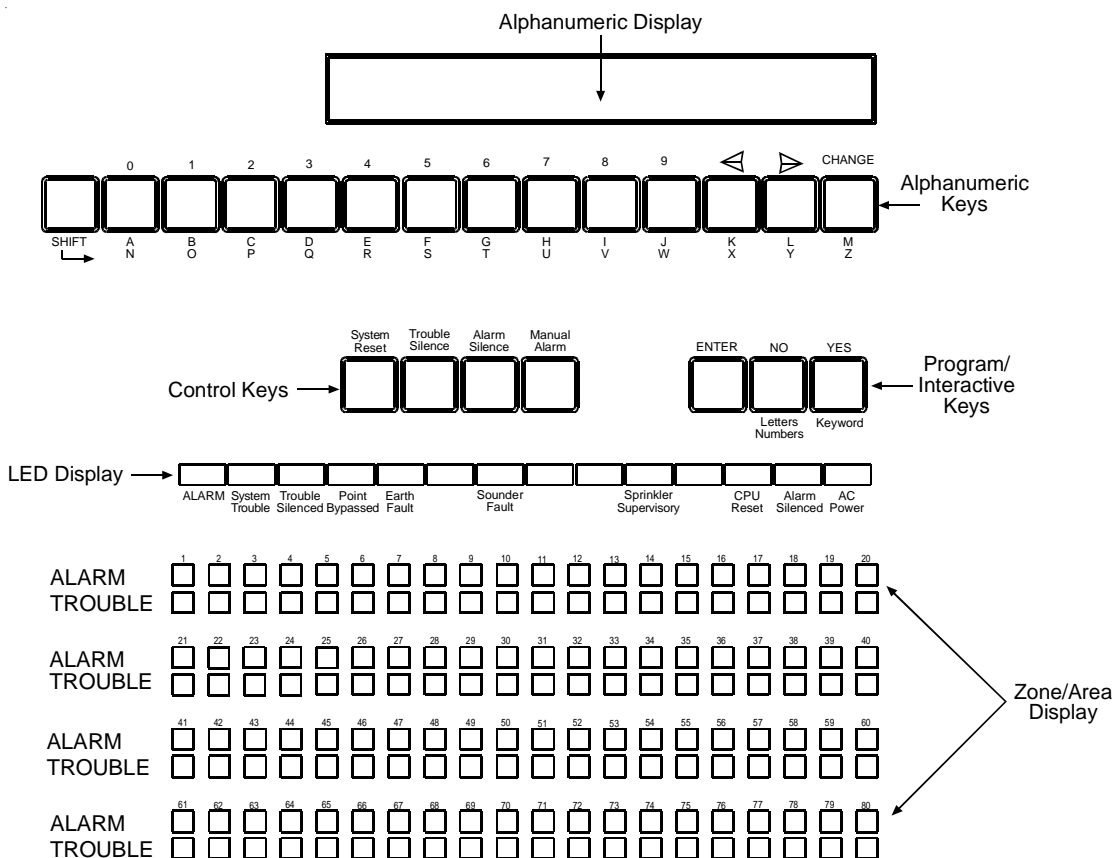 Alphanumeric Display
0 1 2 3 4 5 6 7 8 9 CHANGE
Alphanumeric
Keys
SHIFT A B C D E F G H I J K L M
N O P Q R S T U V W X Y Z
System Trouble Alarm Manual
Reset Silence Silence Alarm
ENTER NO YES
Control Keys
Program/
Interactive
Keys
Letters Keyword
Numbers
LED Display
ALARM System Trouble Point Earth Sounder Sprinkler CPU Alarm AC
Trouble Silenced Bypassed Fault Fault Supervisory Reset Silenced Power
1 2 3 4 5 6 7 8 9 10 11 12 13 14 15 16 17 18 19 20
ALARM
TROUBLE
21 22 23 24 25 26 27 28 29 30 31 32 33 34 35 36 37 38 39 40
ALARM
TROUBLE
Zone/Area
Display
41 42 43 44 45 46 47 48 49 50 51 52 53 54 55 56 57 58 59 60
ALARM
TROUBLE
61 62 63 64 65 66 67 68 69 70 71 72 73 74 75 76 77 78 79 80
ALARM
TROUBLE